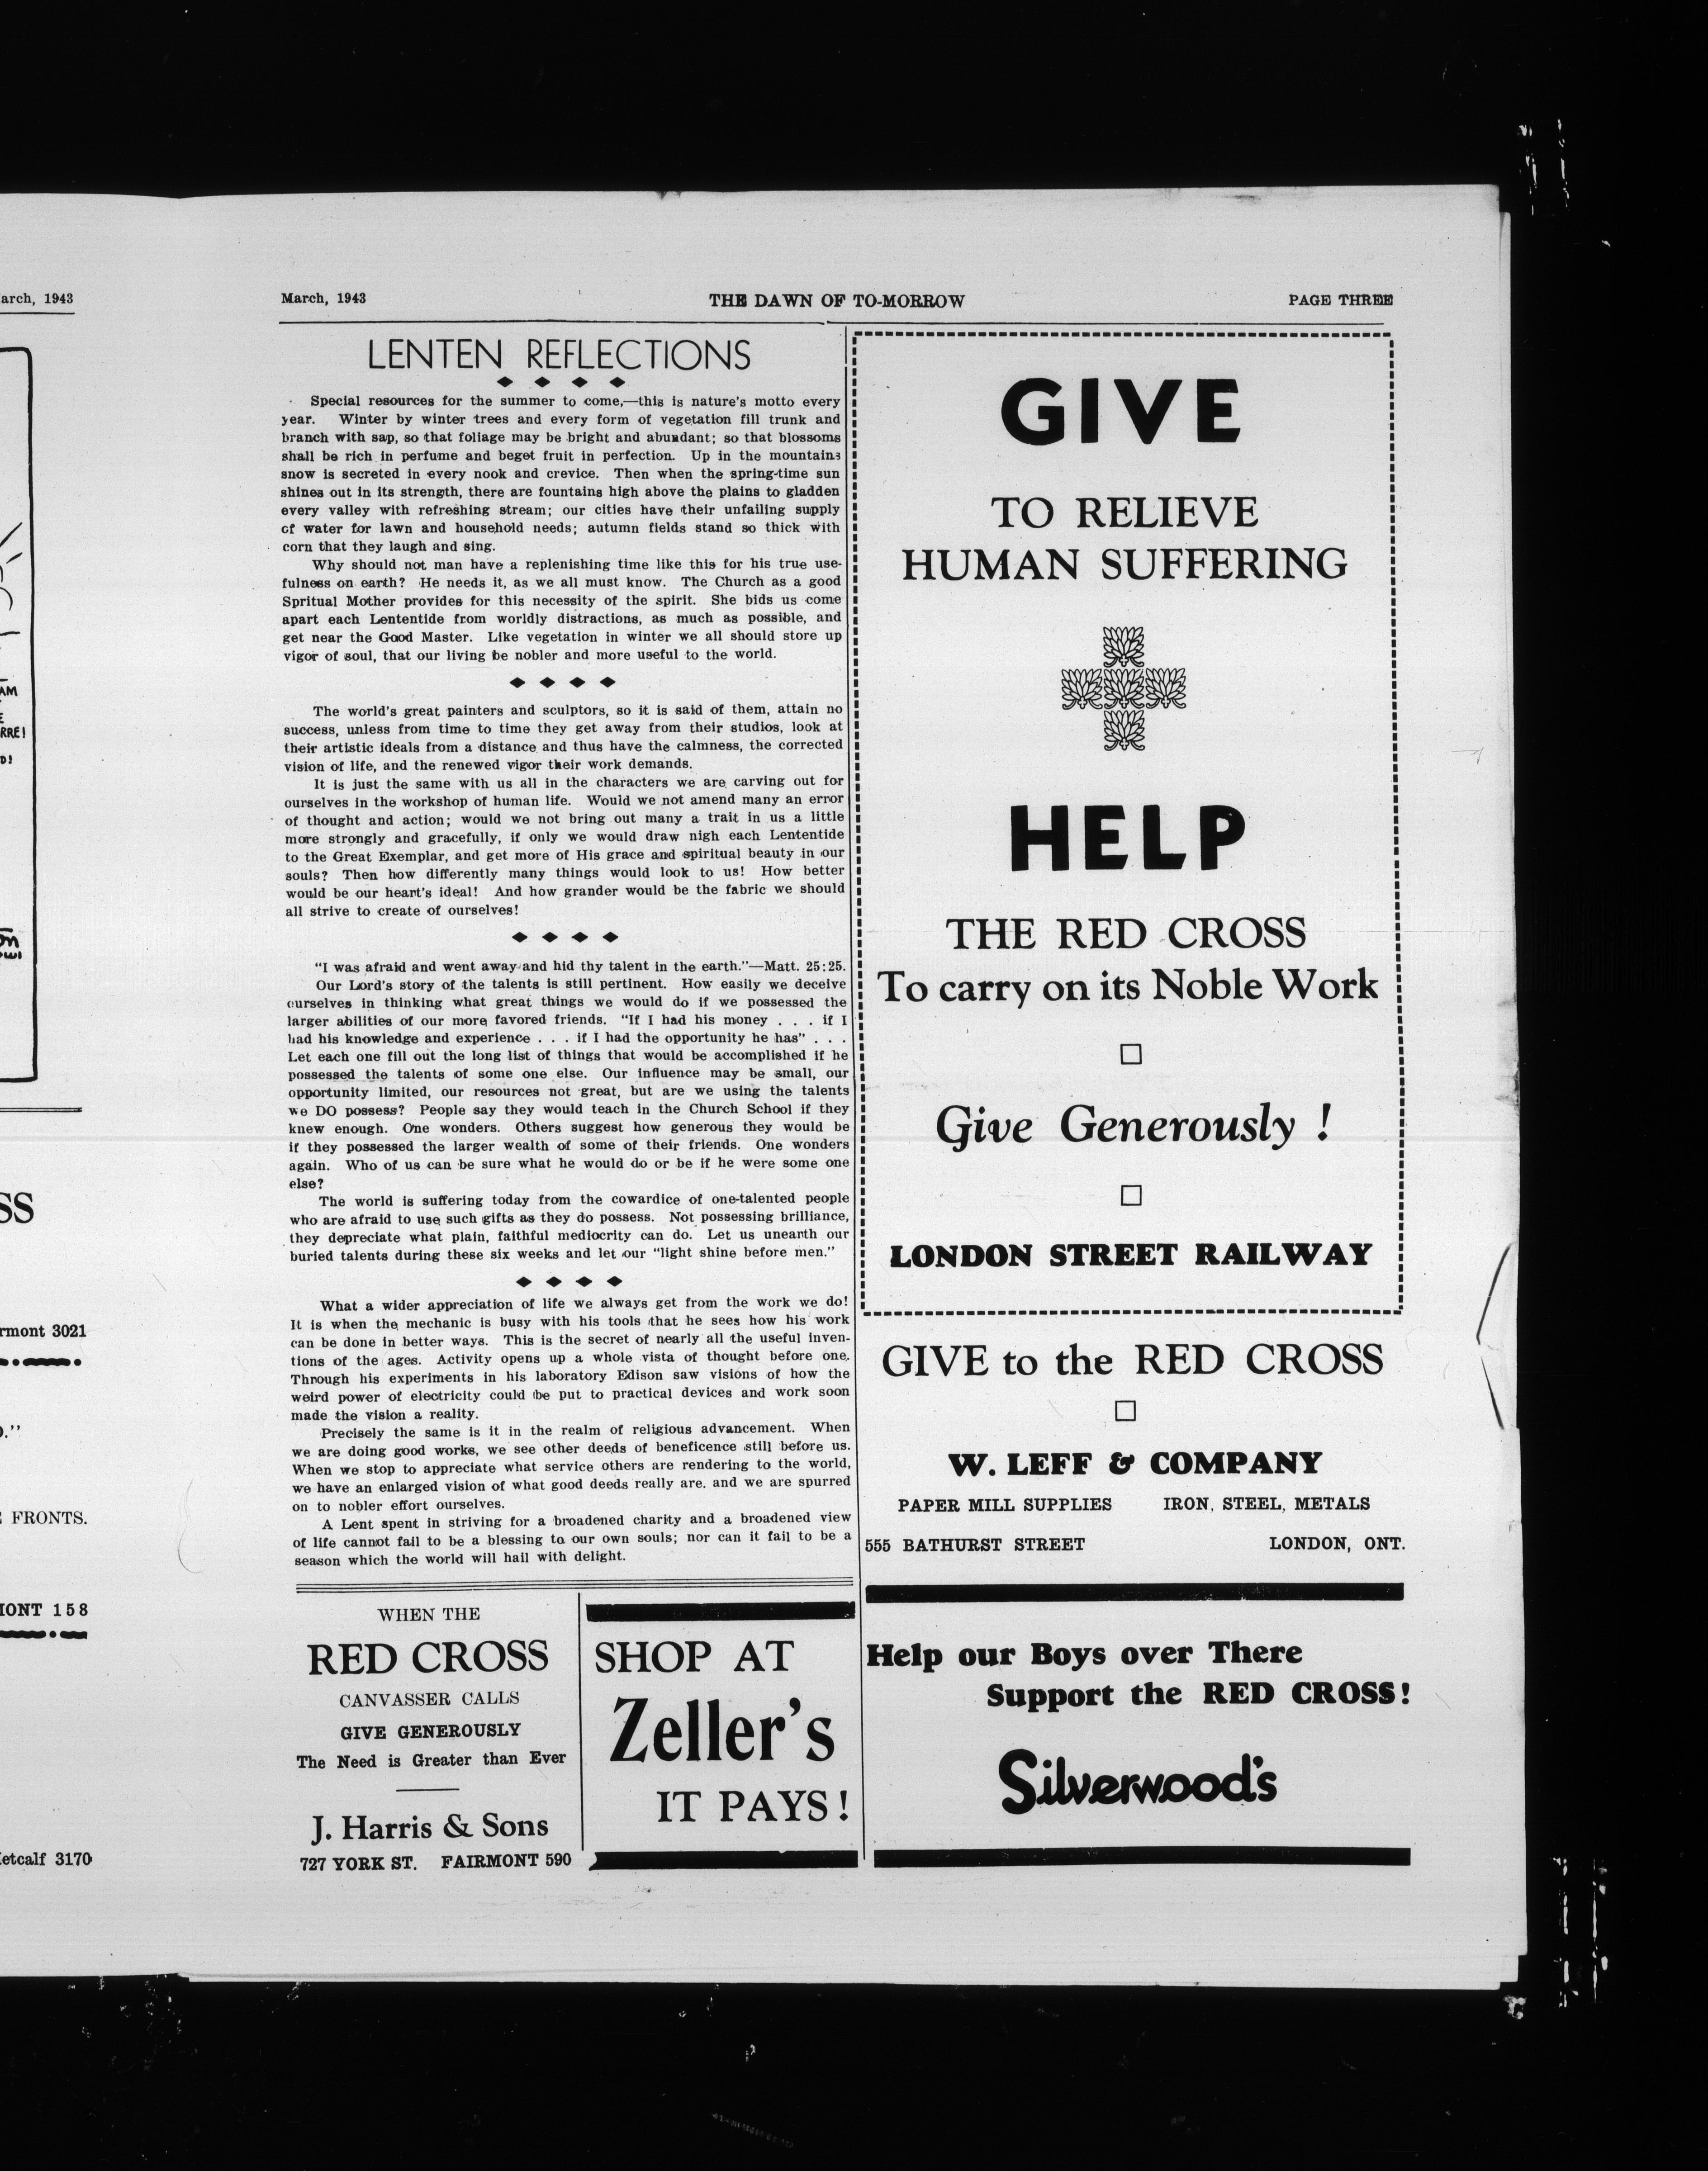 arch, 1943
AM
RRE!
D!
SS
rmont 3021
."
FRONTS.
MONT 158
etcalf 3170
March, 1943
THE DAWN OF TO-MORROW
PAGE THREE
LENTEN REFLECTIONS
Special resources for the summer to come,—this is nature's motto every
year. Winter by winter trees and every form of vegetation fill trunk and
branch with sap, so that foliage may be bright and abundant; so that blossoms
shall be rich in perfume and beget fruit in perfection. Up in the mountains
snow is secreted in every nook and crevice. Then when the spring-time sun
shines out in its strength, there are fountains high above the plains to gladden
every valley with refreshing stream; our cities have their unfailing supply
of water for lawn and household needs; autumn fields stand so thick with
corn that they laugh and sing.
Why should not man have a replenishing time like this for his true use-
fulness on earth? He needs it, as we all must know. The Church as a good
Spritual Mother provides for this necessity of the spirit. She bids us come
apart each Lententide from worldly distractions, as much as possible, and
get near the Good Master. Like vegetation in winter we all should store up
vigor of soul, that our living be nobler and more useful to the world.
The world's great painters and sculptors, so it is said of them, attain no
success, unless from time to time they get away from their studios, look at
their artistic ideals from a distance and thus have the calmness, the corrected
vision of life, and the renewed vigor their work demands.
It is just the same with us all in the characters we are carving out for
ourselves in the workshop of human life. Would we not amend many an error
of thought and action; would we not bring out many a trait in us a little
more strongly and gracefully, if only we would draw nigh each Lententide
to the Great Exemplar, and get more of His grace and spiritual beauty in our
souls? Then how differently many things would look to us! How better
would be our heart's ideal! And how grander would be the fabric we should
all strive to create of ourselves!
"I was afraid and went away and hid thy talent in the earth."—Matt. 25:25.
Our Lord's story of the talents is still pertinent. How easily we deceive
ourselves in thinking what great things we would do if we possessed the
larger abilities of our more favored friends. "If I had his money . . . if I
had his knowledge and experience . . . if I had the opportunity he has" . . .
Let each one fill out the long list of things that would be accomplished if he
possessed the talents of some one else. Our influence may be small, our
opportunity limited, our resources not great, but are we using the talents
we DO possess? People say they would teach in the Church School if they
knew enough. One wonders. Others suggest how generous they would be
if they possessed the larger wealth of some of their friends. One wonders
again. Who of us can be sure what he would do or be if he were some one
else?
The world is suffering today from the cowardice of one-talented people
who are afraid to use such gifts as they do possess. Not possessing brilliance,
they depreciate what plain, faithful mediocrity can do. Let us unearth our
buried talents during these six weeks and let our "light shine before men."
What a wider appreciation of life we always get from the work we do!
It is when the mechanic is busy with his tools that he sees how his work
can be done in better ways. This is the secret of nearly all the useful inven-
tions of the ages. Activity opens up a whole vista of thought before one.
Through his experiments in his laboratory Edison saw visions of how the
weird power of electricity could be put to practical devices and work soon
made the vision a reality.
Precisely the same is it in the realm of religious advancement. When
we are doing good works, we see other deeds of beneficence still before us.
When we stop to appreciate what service others are rendering to the world,
we have an enlarged vision of what good deeds really are. and we are spurred
on to nobler effort ourselves.
A Lent spent in striving for a broadened charity and a broadened view
of life cannot fail to be a blessing to our own souls; nor can it fail to be a
season which the world will hail with delight.
WHEN THE
RED CROSS
CANVASSER CALLS
GIVE GENEROUSLY
The Need is Greater than Ever
J. Harris & Sons
727 YORK ST. FAIRMONT 590
SHOP AT
Zeller's
IT PAYS!
GIVE
TO RELIEVE
HUMAN SUFFERING
HELP
THE RED CROSS
To carry on its Noble Work
Give Generously !
LONDON STREET RAILWAY
GIVE to the RED CROSS
W. LEFF & COMPANY
PAPER MILL SUPPLIES IRON, STEEL, METALS
555 BATHURST STREET LONDON, ONT.
Help our Boys over There
Support the RED CROSS!
Silverwood's